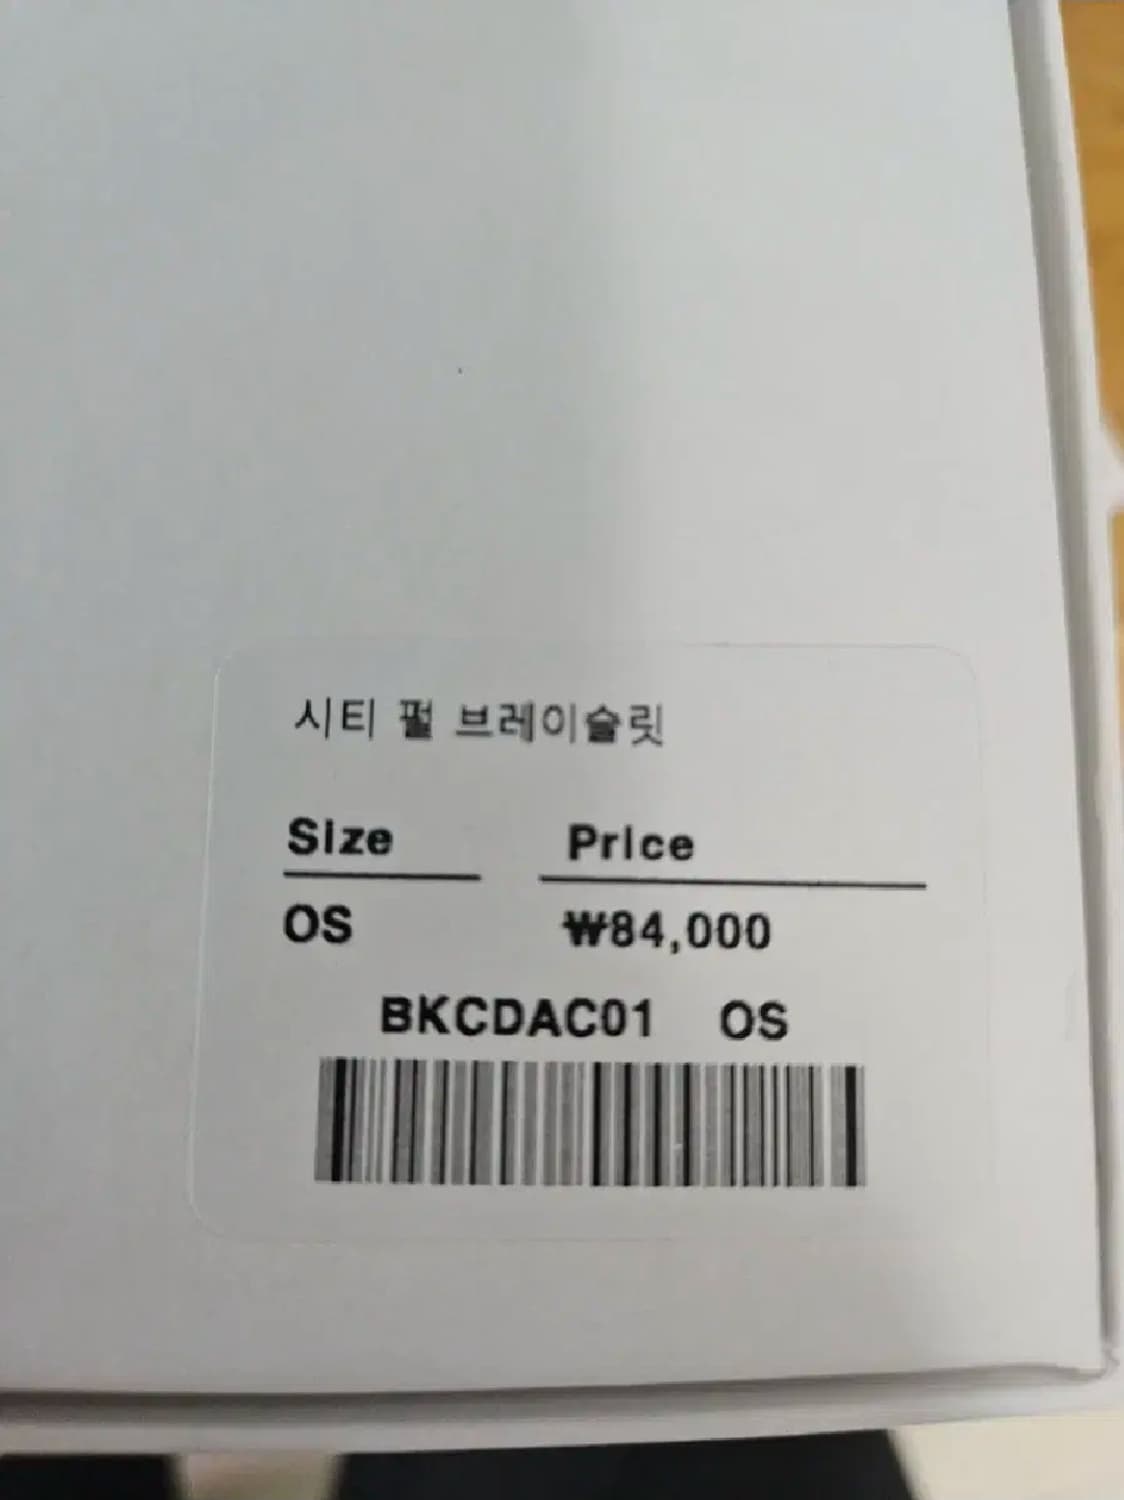 시티 펄 브레이슬릿
Size Price
OS ₩84,000
BKCDAC01 OS